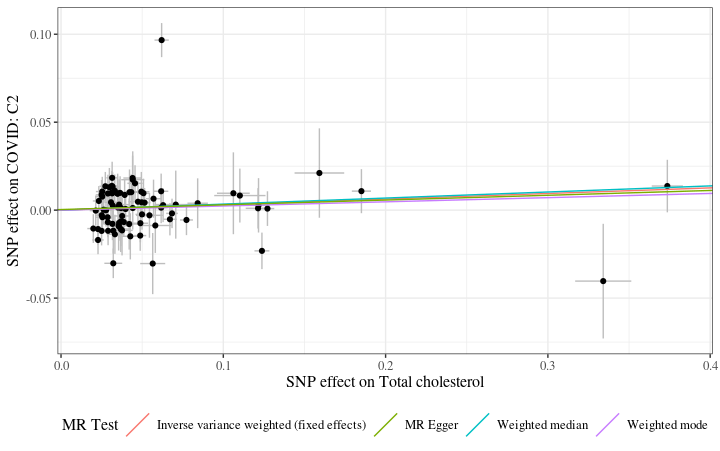 SNP effect on COVID: C2
0.10
0.05
0.00
-0.05
0.0
0.1
0.2
0.3
0.4
SNP effect on Total cholesterol
MR Test
Inverse variance weighted (fixed effects)
MR Egger
Weighted median
Weighted mode